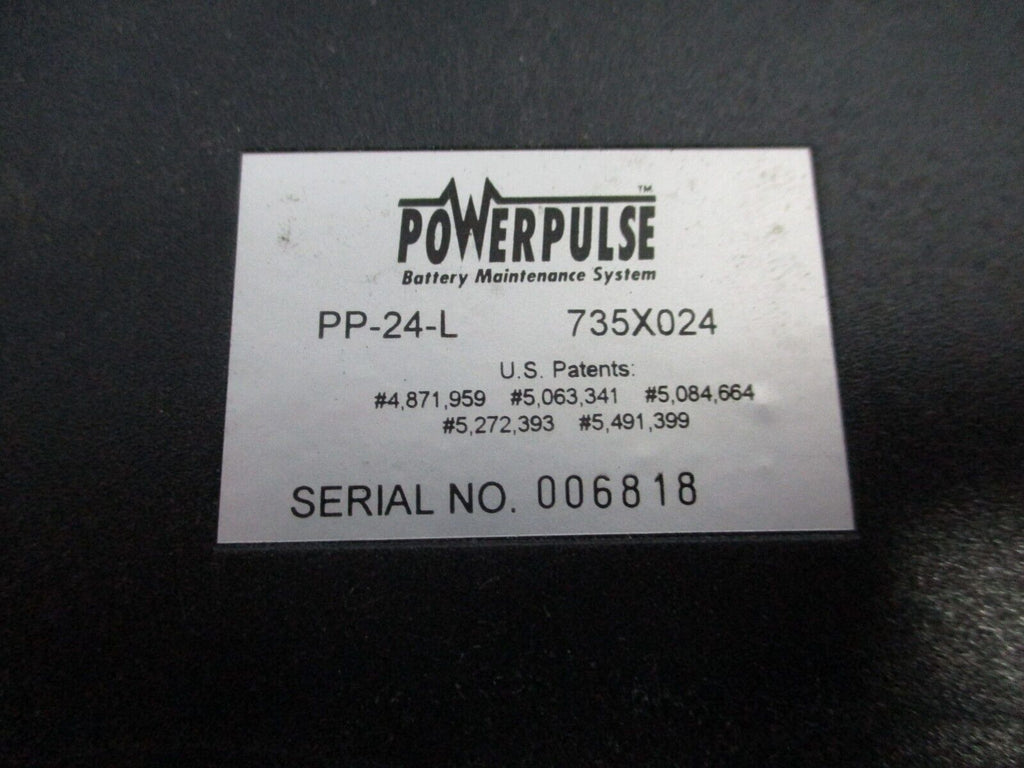 POWERPULSE™
Battery Maintenance System
PP-24-L 735X024
U.S. Patents:
#4,871,959 #5,063,341 #5,084,664
#5,272,393 #5,491,399
SERIAL NO. 006818